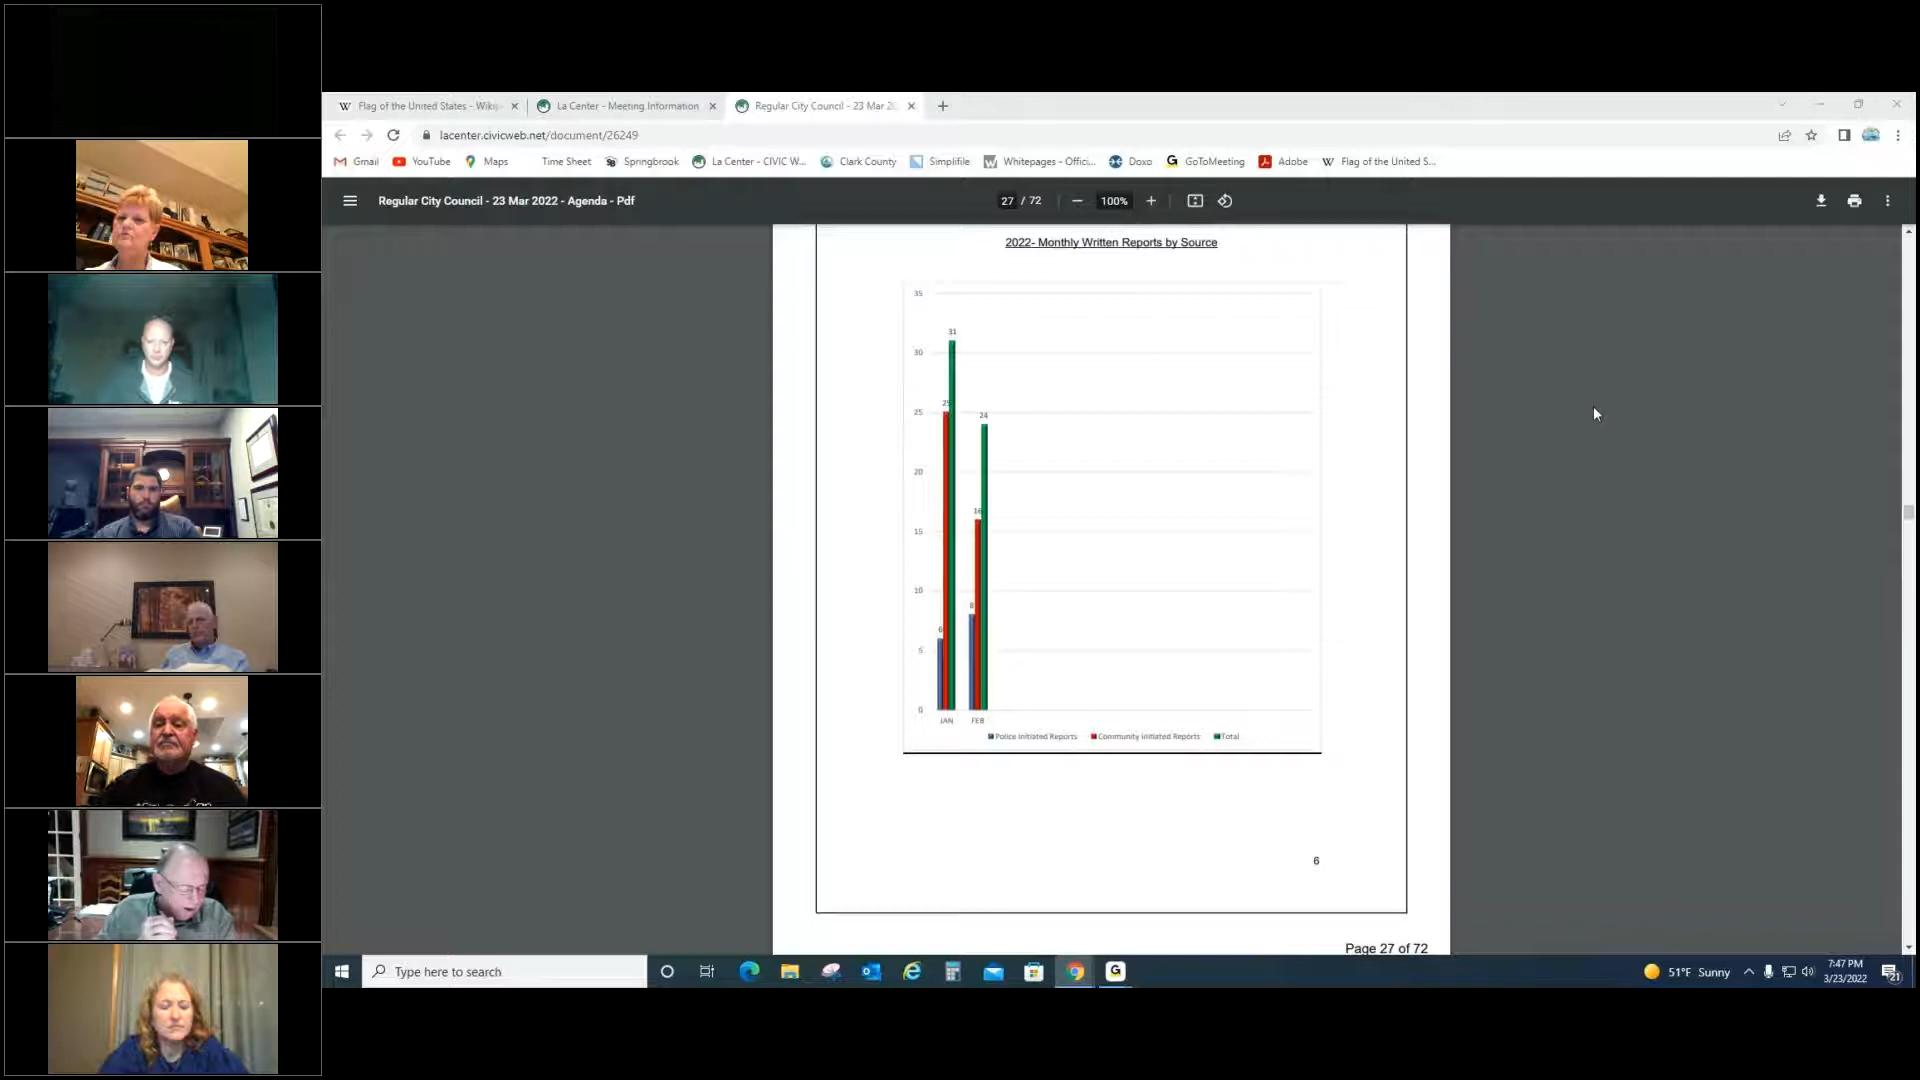 Flag of the United States - Wikip
La Center - Meeting Information
Regular City Council - 23 Mar 20
lacenter.civicweb.net/document/26249
Gmail
YouTube
Maps
Time Sheet
Springbrook
La Center - CIVIC W...
Clark County
Simplifile
Whitepages - Offici...
Doxo
GoToMeeting
Adobe
Flag of the United S...
Regular City Council - 23 Mar 2022 - Agenda - Pdf
27 / 72
100%
2022- Monthly Written Reports by Source
35
31
30
25
25
24
20
16
15
10
8
6
5
0
JAN
FEB
Police Initiated Reports
Community Initiated Reports
Total
6
Page 27 of 72
Type here to search
51°F Sunny
7:47 PM
3/23/2022
21